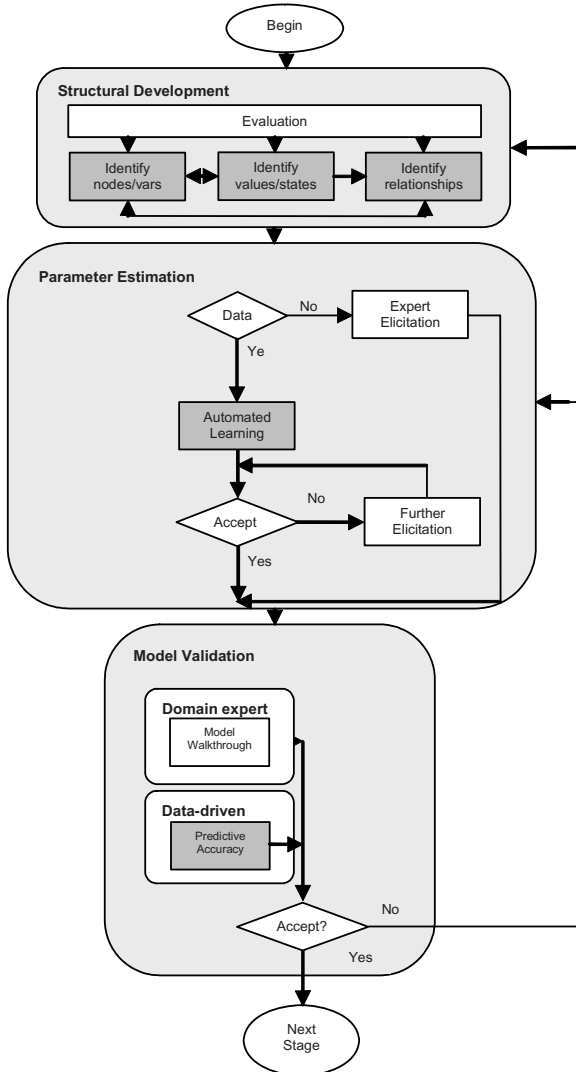 Begin
Structural Development
Evaluation
Identify
nodes/vars
Identify
values/states
Identify
relationships
Parameter Estimation
Data
No
Expert
Elicitation
Ye
Automated
Learning
Accept
No
Further
Elicitation
Yes
Model Validation
Domain expert
Model
Walkthrough
Data-driven
Predictive
Accuracy
Accept?
No
Yes
Next
Stage